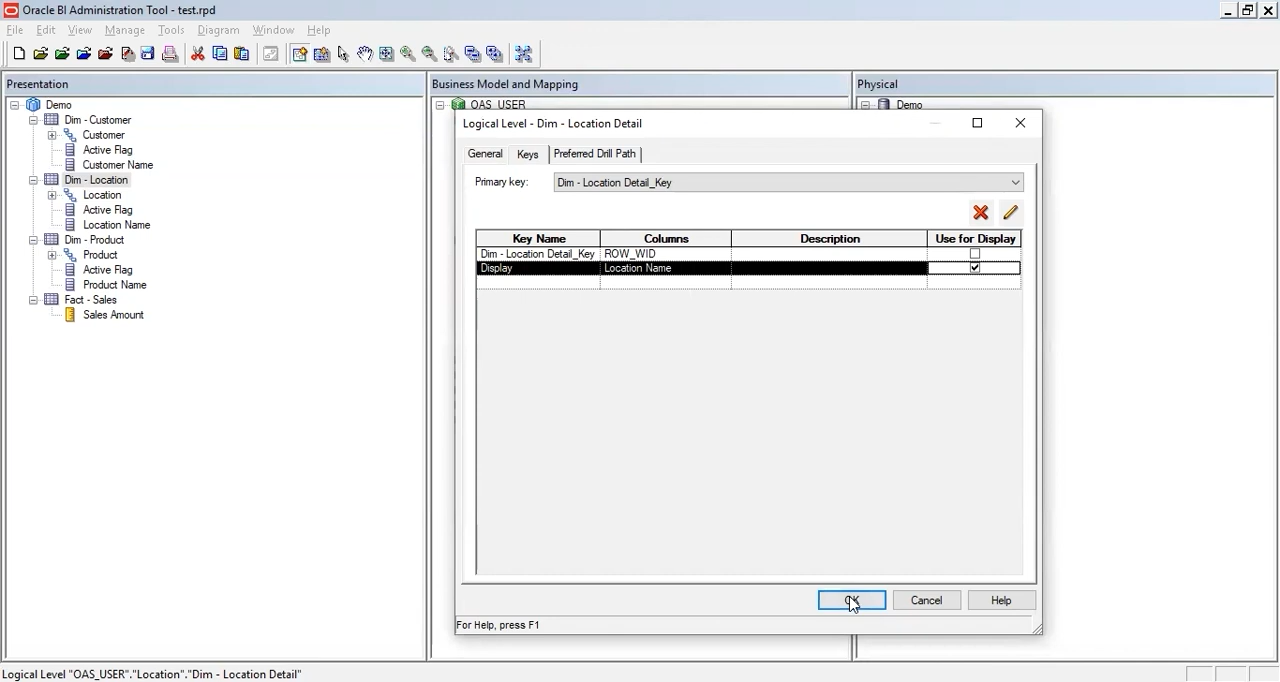 Oracle BI Administration Tool - test.rpd
File Edit View Manage Tools Diagram Window Help
Presentation
Demo
Dim - Customer
Customer
Active Flag
Customer Name
Dim - Location
Location
Active Flag
Location Name
Dim - Product
Product
Active Flag
Product Name
Fact - Sales
Sales Amount
Business Model and Mapping
OAS_USER
Physical
Demo
Logical Level - Dim - Location Detail
General Keys Preferred Drill Path
Primary key: Dim - Location Detail_Key
Key Name Columns Description Use for Display
Dim - Location Detail_Key ROW_WID
Display Location Name
OK Cancel Help
For Help, press F1
Logical Level "OAS_USER"."Location"."Dim - Location Detail"